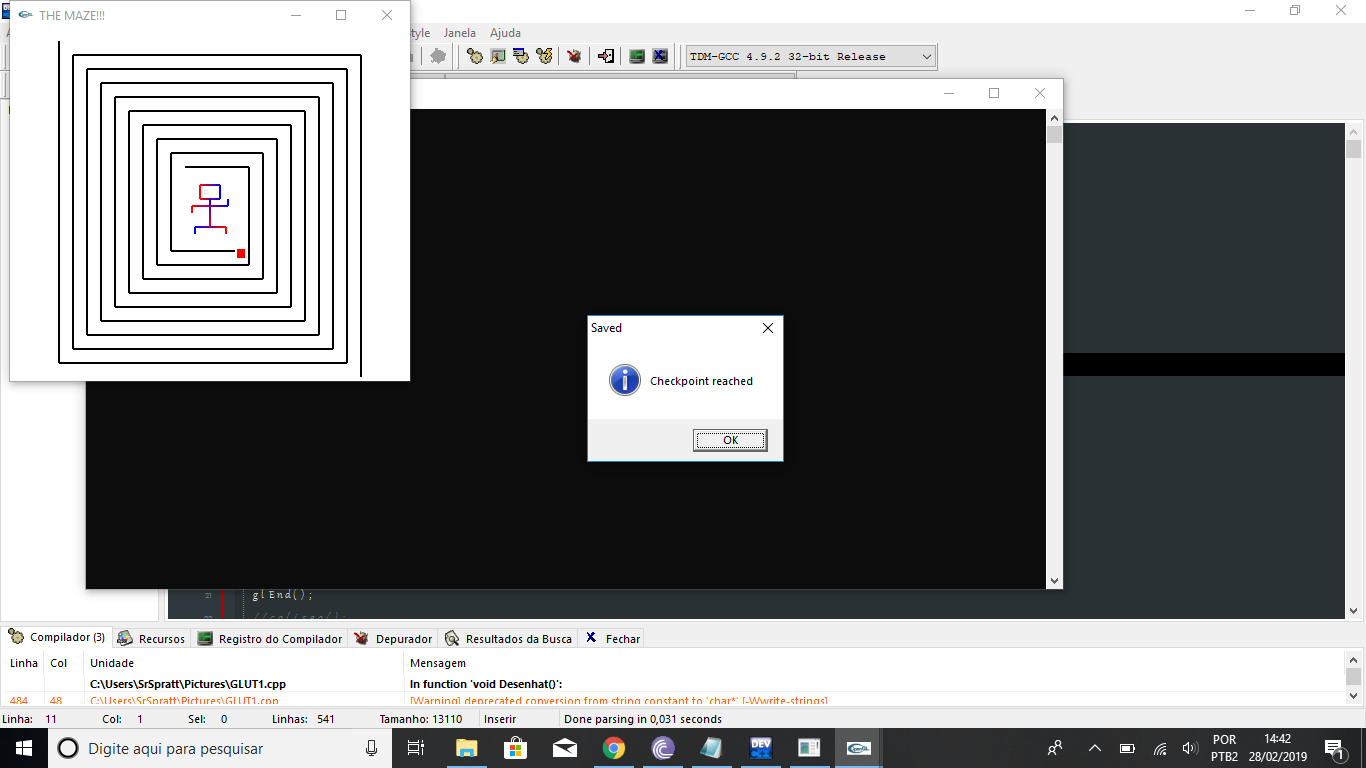 THE MAZE!!!
tyle Janela Ajuda
TDM-GCC 4.9.2 32-bit Release
Saved
Checkpoint reached
OK
21 glEnd();
Compilador (3) Recursos Registro do Compilador Depurador Resultados da Busca Fechar
Linha Col Unidade Mensagem
C:\Users\SrSpratt\Pictures\GLUT1.cpp In function 'void Desenhat()':
484 48 C:\Users\SrSpratt\Pictures\GLUT1.cpp [Warning] deprecated conversion from string constant to 'char*' [-Wwrite-strings]
Linha: 11 Col: 1 Sel: 0 Linhas: 541 Tamanho: 13110 Inserir Done parsing in 0,031 seconds
Digite aqui para pesquisar
DEV
POR
PTB2
14:42
28/02/2019
1